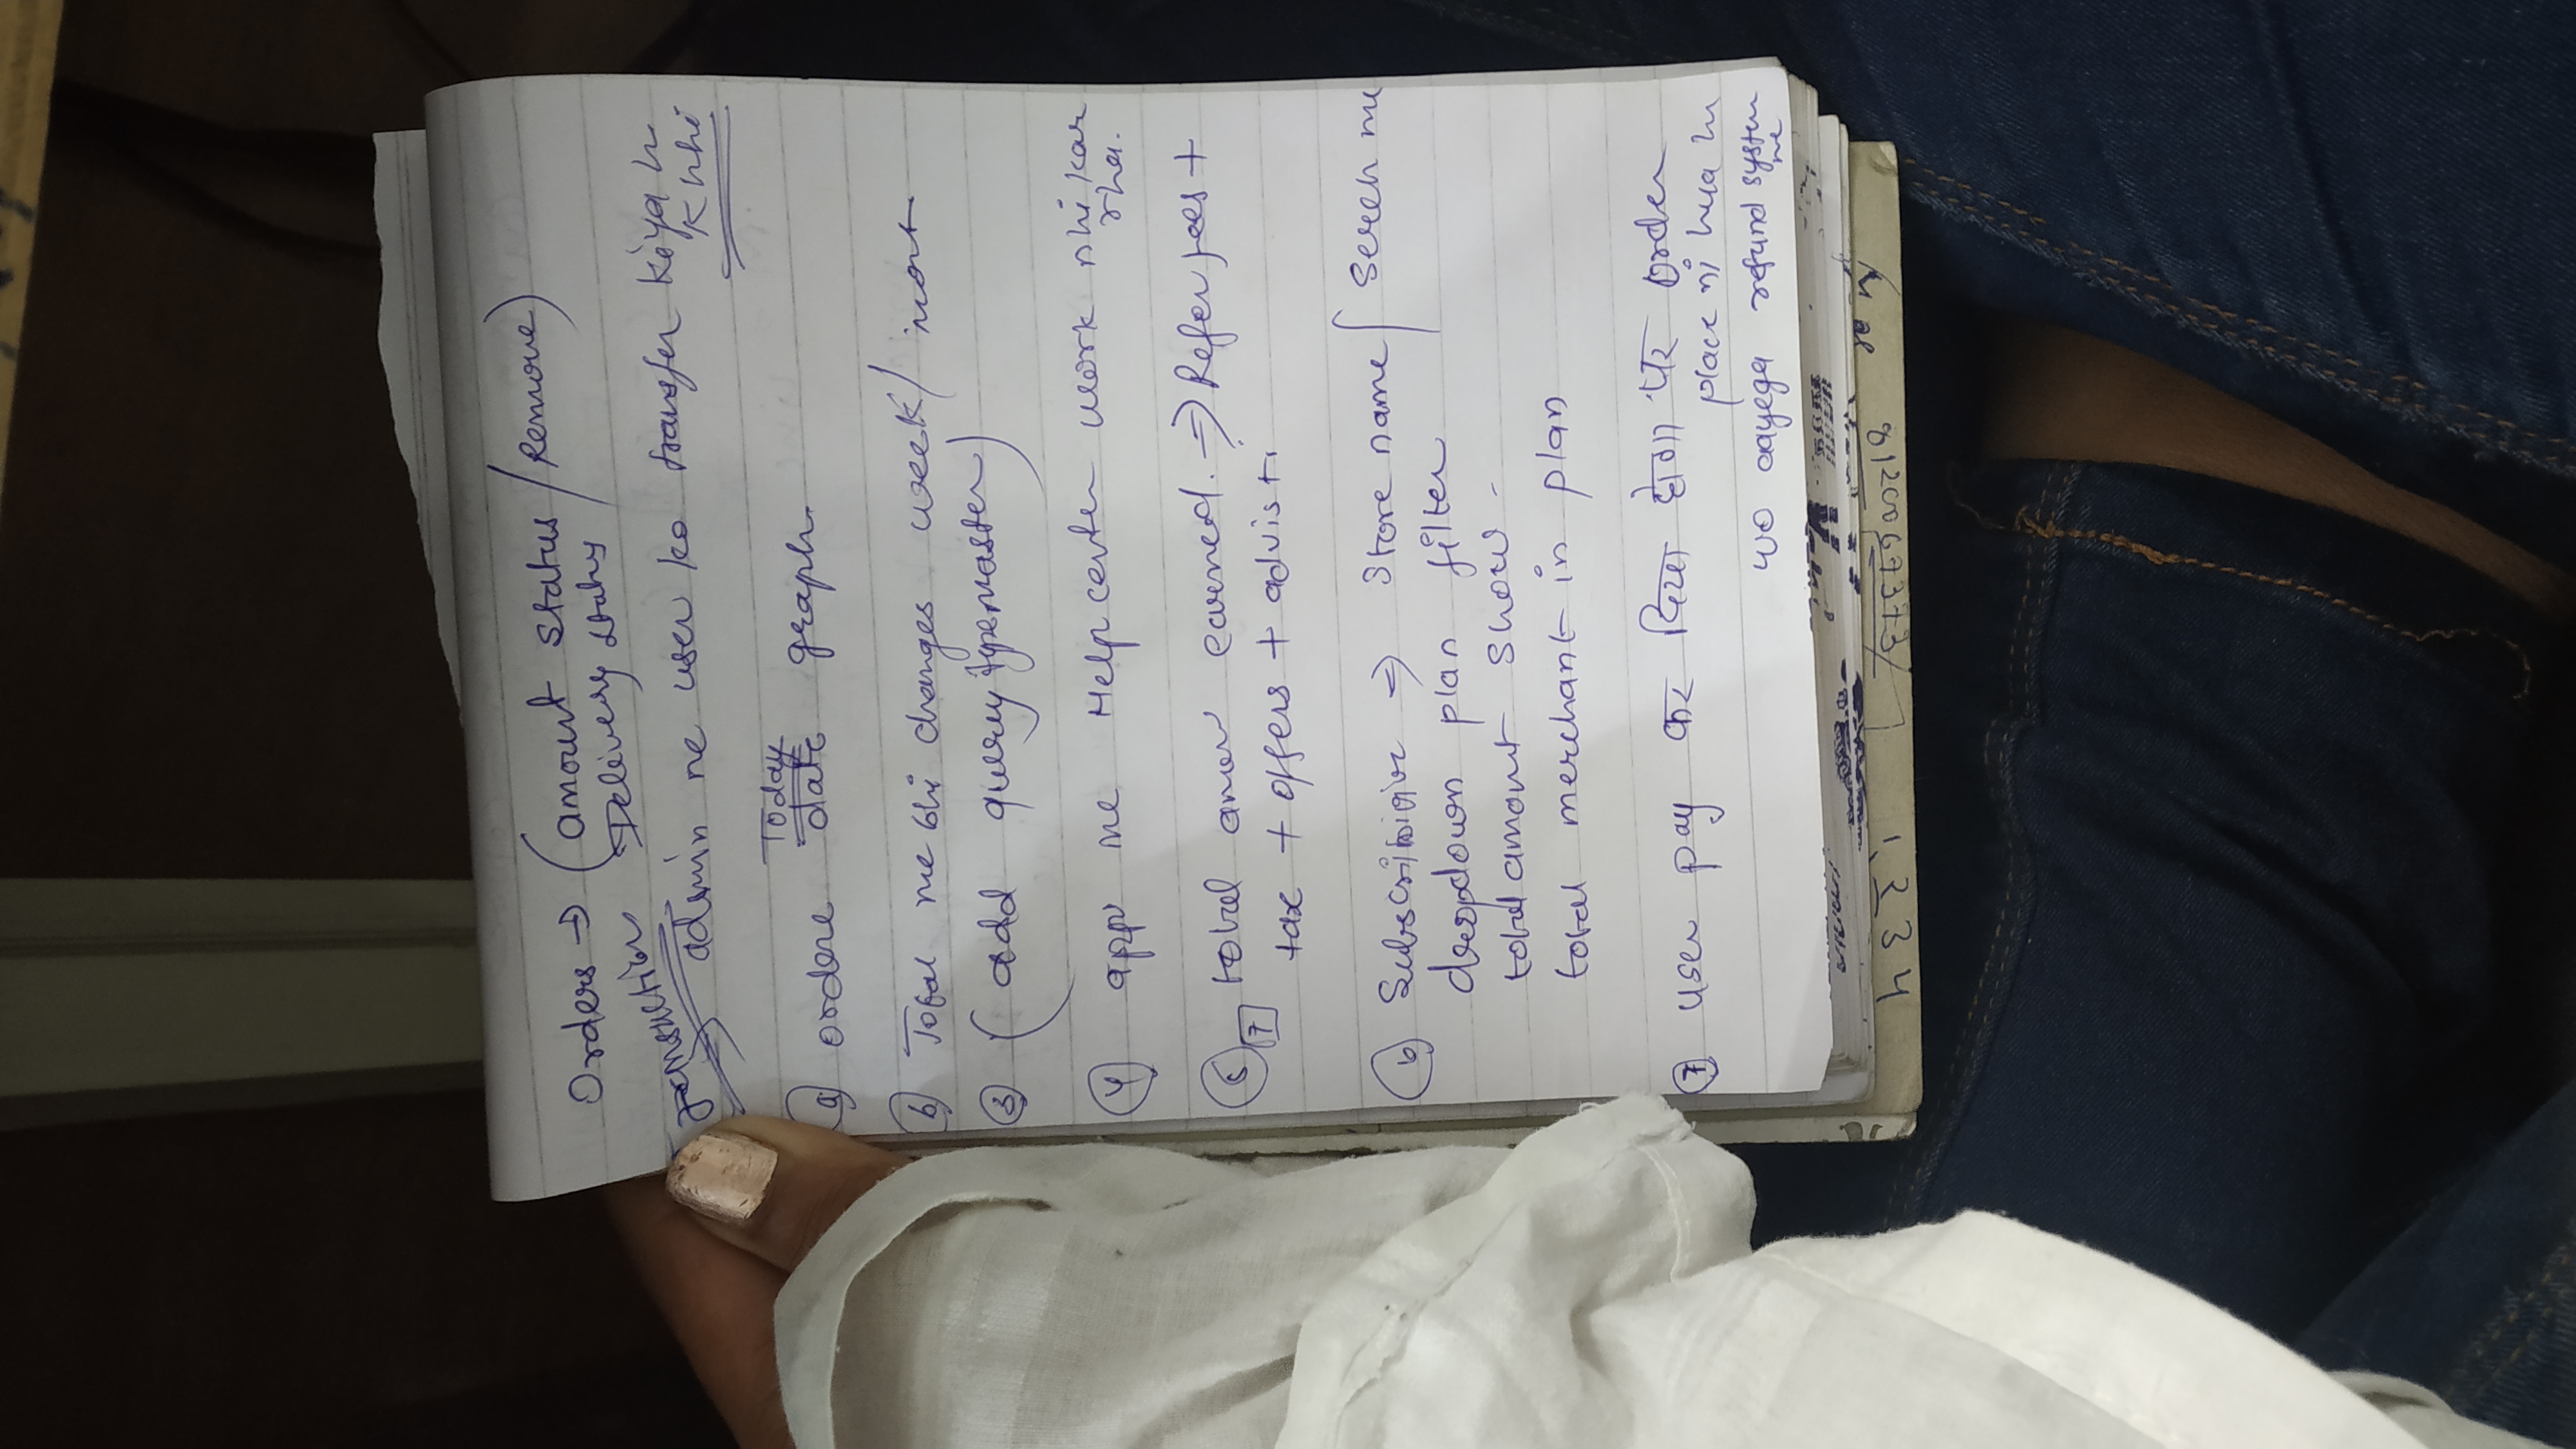 Orders → (amount status / Remove)
Delivery status
Transaction
admin ne user ko transfer kiya h
Khhi
Today
a ordere date graph.
b Total me bhi changes week/ mont
3 (add query typemaster)
4 app me Help center work nhi kar
rha.
5 7 total amou earned. ⇒ Refer fees +
tax + offers + advisti
6 ⇒ Store name / Serch me
dropdown plan filter
total amount show -
total merchant in plan
7 user pay कर दिया होगा पर order
place ni hua h
wo aayega refund system
me
1, 2 3 4